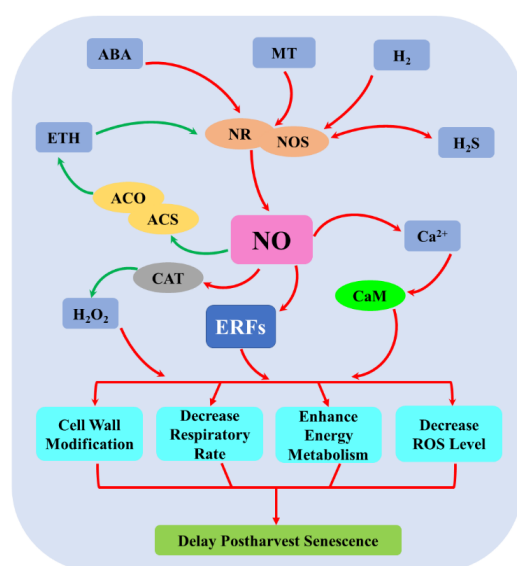 ABA
MT
H₂
ETH
NR
NOS
H₂S
ACO
ACS
NO
Ca²⁺
CAT
CaM
H₂O₂
ERFs
Cell Wall
Modification
Decrease
Respiratory
Rate
Enhance
Energy
Metabolism
Decrease
ROS Level
Delay Postharvest Senescence